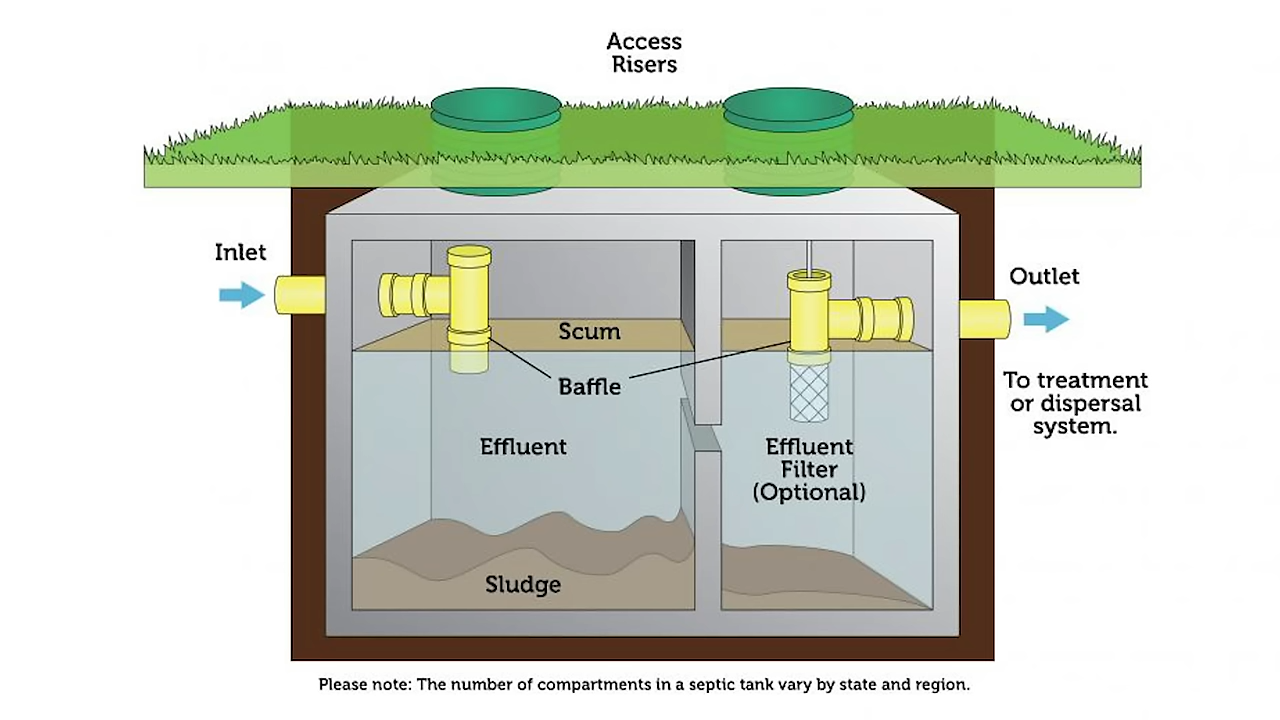 Access
Risers
Inlet
Outlet
Scum
To treatment
or dispersal
system.
Baffle
Effluent
Effluent
Filter
(Optional)
Sludge
Please note: The number of compartments in a septic tank vary by state and region.